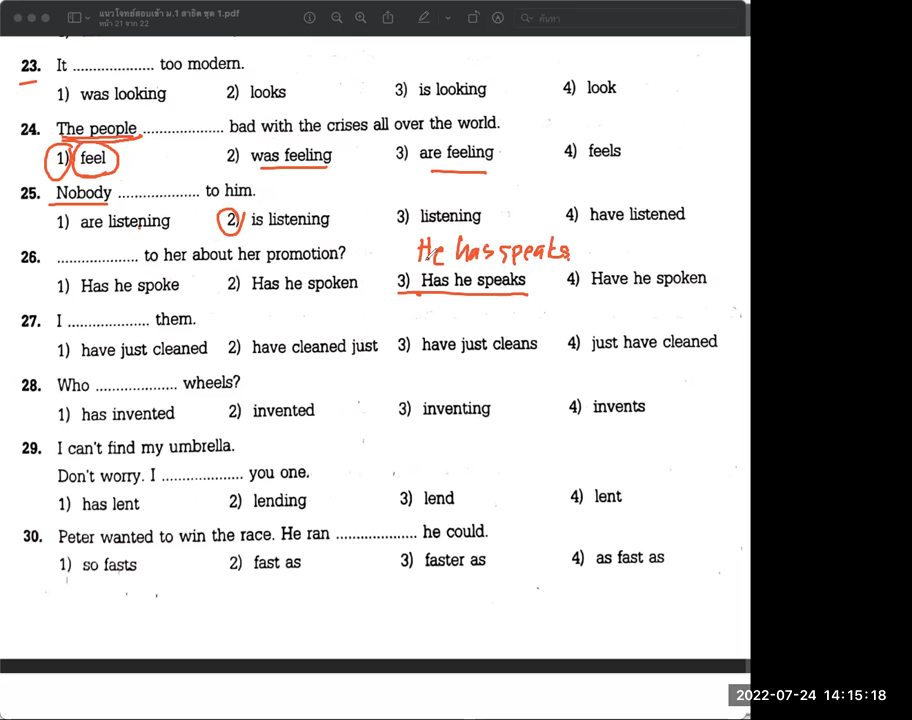 แนวโจทย์สอบเข้า ม.1 สาธิต ชุด 1.pdf
หน้า 21 จาก 22
ค้นหา
23. It .................... too modern.
1) was looking 2) looks 3) is looking 4) look
24. The people .................... bad with the crises all over the world.
1) feel 2) was feeling 3) are feeling 4) feels
25. Nobody .................... to him.
1) are listening 2) is listening 3) listening 4) have listened
He has speaks
26. .................... to her about her promotion?
1) Has he spoke 2) Has he spoken 3) Has he speaks 4) Have he spoken
27. I .................... them.
1) have just cleaned 2) have cleaned just 3) have just cleans 4) just have cleaned
28. Who .................... wheels?
1) has invented 2) invented 3) inventing 4) invents
29. I can't find my umbrella.
Don't worry. I .................... you one.
1) has lent 2) lending 3) lend 4) lent
30. Peter wanted to win the race. He ran .................... he could.
1) so fasts 2) fast as 3) faster as 4) as fast as
2022-07-24 14:15:18